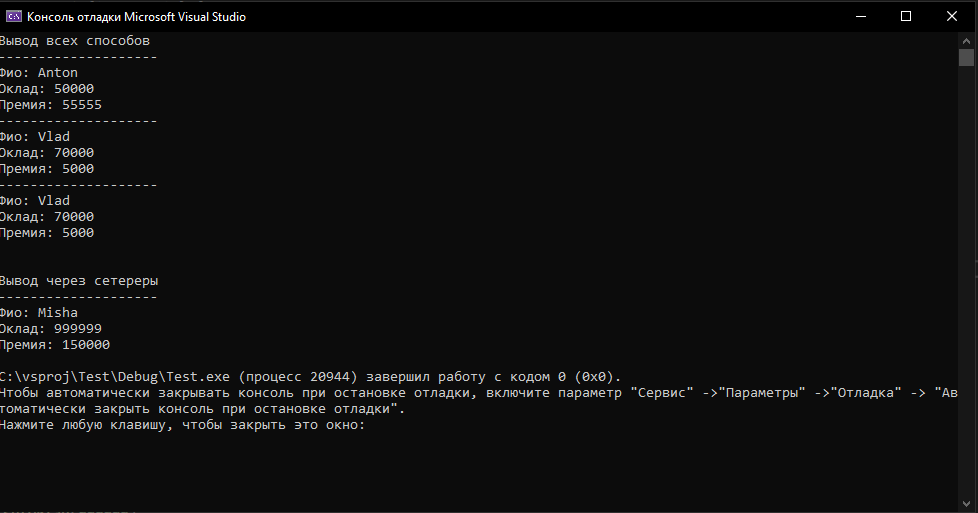 Консоль отладки Microsoft Visual Studio
Вывод всех способов
--------------------
Фио: Anton
Оклад: 50000
Премия: 55555
--------------------
Фио: Vlad
Оклад: 70000
Премия: 5000
--------------------
Фио: Vlad
Оклад: 70000
Премия: 5000
Вывод через сетереры
--------------------
Фио: Misha
Оклад: 999999
Премия: 150000
C:\vsproj\Test\Debug\Test.exe (процесс 20944) завершил работу с кодом 0 (0x0).
Чтобы автоматически закрывать консоль при остановке отладки, включите параметр "Сервис" ->"Параметры" ->"Отладка" -> "Ав
томатически закрыть консоль при остановке отладки".
Нажмите любую клавишу, чтобы закрыть это окно: